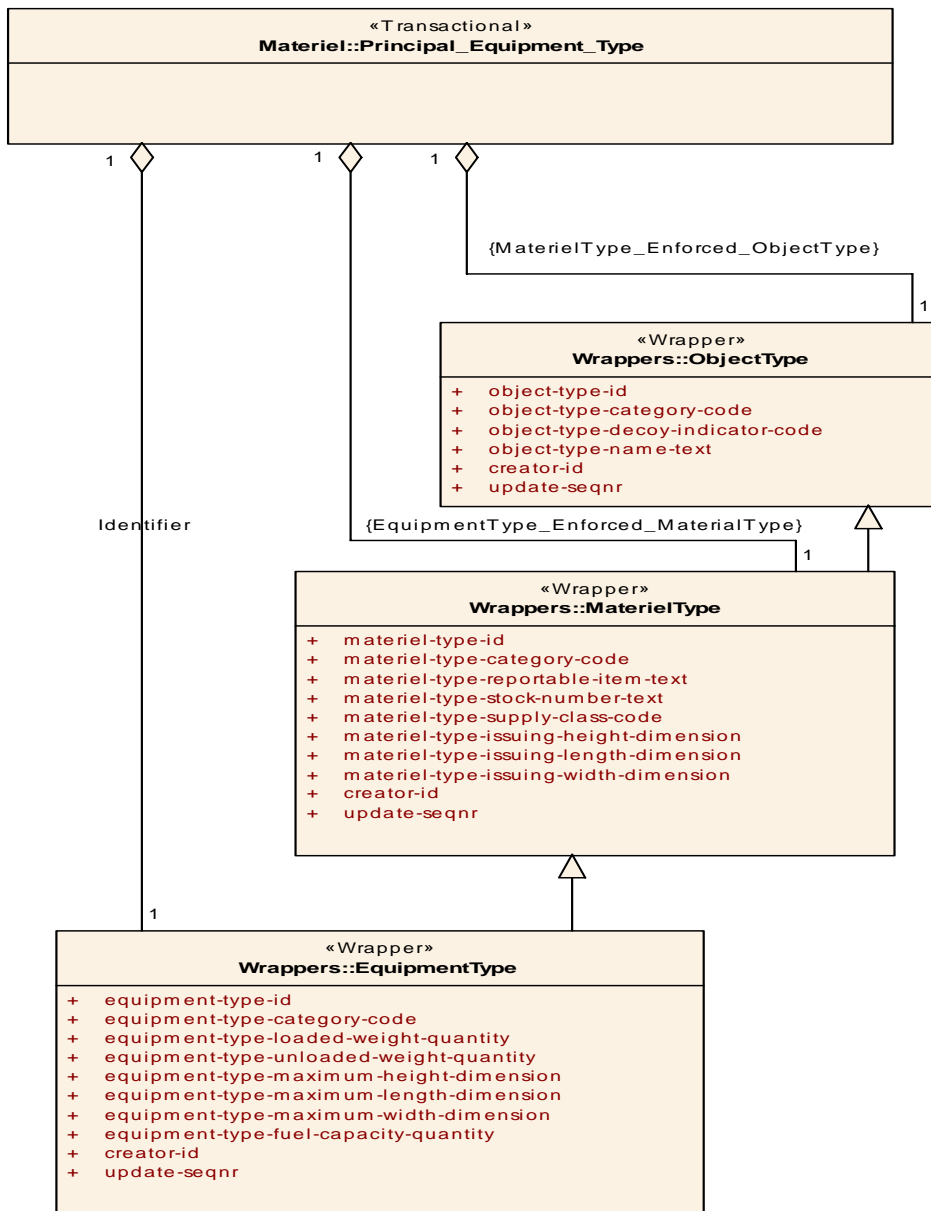 «Transactional»
Materiel::Principal_Equipment_Type
1
1
1
{MaterielType_Enforced_ObjectType}
1
«Wrapper»
Wrappers::ObjectType
+ object-type-id
+ object-type-category-code
+ object-type-decoy-indicator-code
+ object-type-name-text
+ creator-id
+ update-seqnr
Identifier
{EquipmentType_Enforced_MaterialType}
1
«Wrapper»
Wrappers::MaterielType
+ materiel-type-id
+ materiel-type-category-code
+ materiel-type-reportable-item-text
+ materiel-type-stock-number-text
+ materiel-type-supply-class-code
+ materiel-type-issuing-height-dimension
+ materiel-type-issuing-length-dimension
+ materiel-type-issuing-width-dimension
+ creator-id
+ update-seqnr
1
«Wrapper»
Wrappers::EquipmentType
+ equipment-type-id
+ equipment-type-category-code
+ equipment-type-loaded-weight-quantity
+ equipment-type-unloaded-weight-quantity
+ equipment-type-maximum-height-dimension
+ equipment-type-maximum-length-dimension
+ equipment-type-maximum-width-dimension
+ equipment-type-fuel-capacity-quantity
+ creator-id
+ update-seqnr